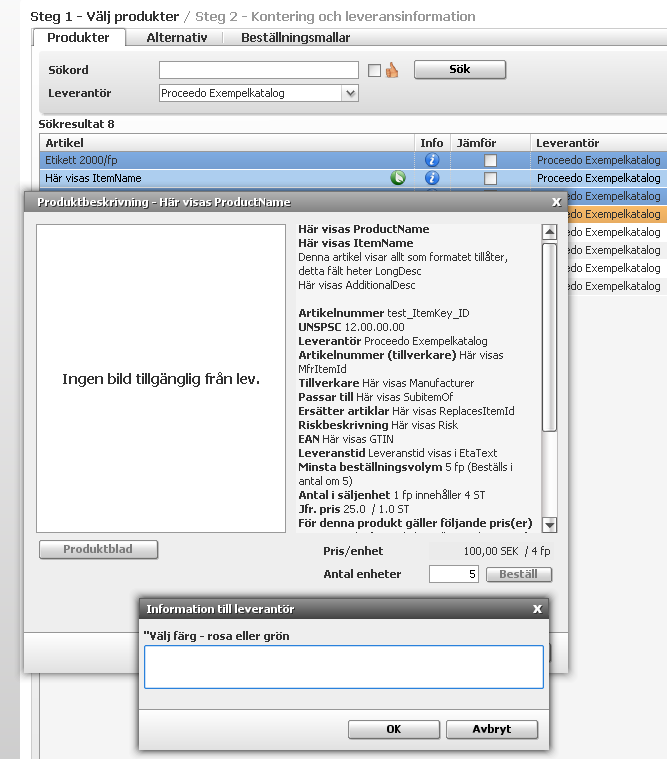 Steg 1 - Välj produkter / Steg 2 - Kontering och leveransinformation
Produkter Alternativ Beställningsmallar
Sökord Sök
Leverantör Proceedo Exempelkatalog
Sökresultat 8
Artikel Info Jämför Leverantör
Etikett 2000/fp Proceedo Exempelkatalog
Här visas ItemName Proceedo Exempelkatalog
edo Exempelkatalog
edo Exempelkatalog
edo Exempelkatalog
edo Exempelkatalog
edo Exempelkatalog
edo Exempelkatalog
Produktbeskrivning - Här visas ProductName x
Ingen bild tillgänglig från lev.
Här visas ProductName
Här visas ItemName
Denna artikel visar allt som formatet tillåter,
detta fält heter LongDesc
Här visas AdditionalDesc
Artikelnummer test_ItemKey_ID
UNSPSC 12.00.00.00
Leverantör Proceedo Exempelkatalog
Artikelnummer (tillverkare) Här visas
MfrItemId
Tillverkare Här visas Manufacturer
Passar till Här visas SubitemOf
Ersätter artiklar Här visas ReplacesItemId
Riskbeskrivning Här visas Risk
EAN Här visas GTIN
Leveranstid Leveranstid visas i EtaText
Minsta beställningsvolym 5 fp (Beställs i
antal om 5)
Antal i säljenhet 1 fp innehåller 4 ST
Jfr. pris 25.0 / 1.0 ST
För denna produkt gäller följande pris(er)
Produktblad
Pris/enhet 100,00 SEK / 4 fp
Antal enheter 5 Beställ
Information till leverantör x
"Välj färg - rosa eller grön
OK Avbryt